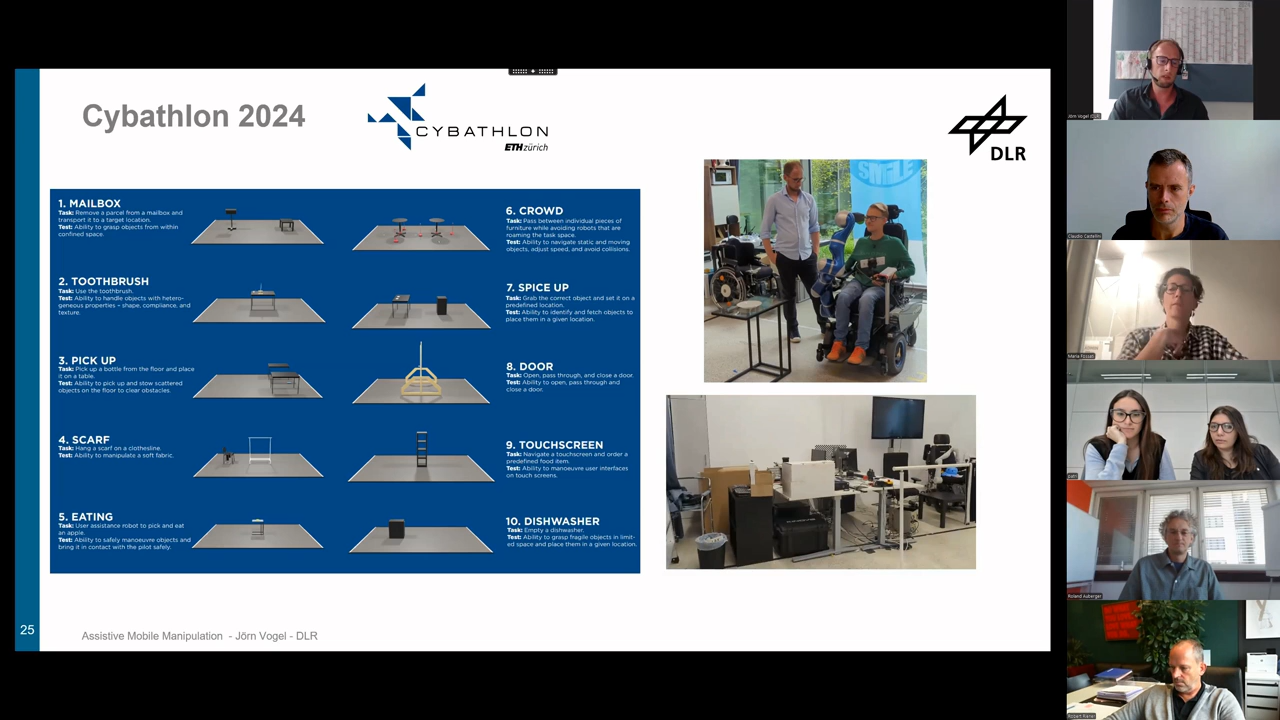 Cybathlon 2024
CYBATHLON
ETH zürich
DLR
1. MAILBOX
Task: Remove a parcel from a mailbox and
transport it to a target location.
Test: Ability to grasp objects from within
confined space.
2. TOOTHBRUSH
Task: Use the toothbrush.
Test: Ability to handle objects with hetero-
geneous properties – shape, compliance, and
texture.
3. PICK UP
Task: Pick up a bottle from the floor and place
it on a table.
Test: Ability to pick up and stow scattered
objects on the floor to clear obstacles.
4. SCARF
Task: Hang a scarf on a clothesline.
Test: Ability to manipulate a soft fabric.
5. EATING
Task: User assistance robot to pick and eat
an apple.
Test: Ability to safely manoeuvre objects and
bring it in contact with the pilot safely.
6. CROWD
Task: Pass between individual pieces of
furniture while avoiding robots that are
roaming the task space.
Test: Ability to navigate static and moving
objects, adjust speed, and avoid collisions.
7. SPICE UP
Task: Grab the correct object and set it on a
predefined location.
Test: Ability to identify and fetch objects to
place them in a given location.
8. DOOR
Task: Open, pass through, and close a door.
Test: Ability to open, pass through and
close a door.
9. TOUCHSCREEN
Task: Navigate a touchscreen and order a
predefined food item.
Test: Ability to manoeuvre user interfaces
on touch screens.
10. DISHWASHER
Task: Empty a dishwasher.
Test: Ability to grasp fragile objects in limit-
ed space and place them in a given location.
SMiLE
25
Assistive Mobile Manipulation - Jörn Vogel - DLR
Jörn Vogel (DLR)
Claudio Castellini
Maria Fossati
Roland Auberger